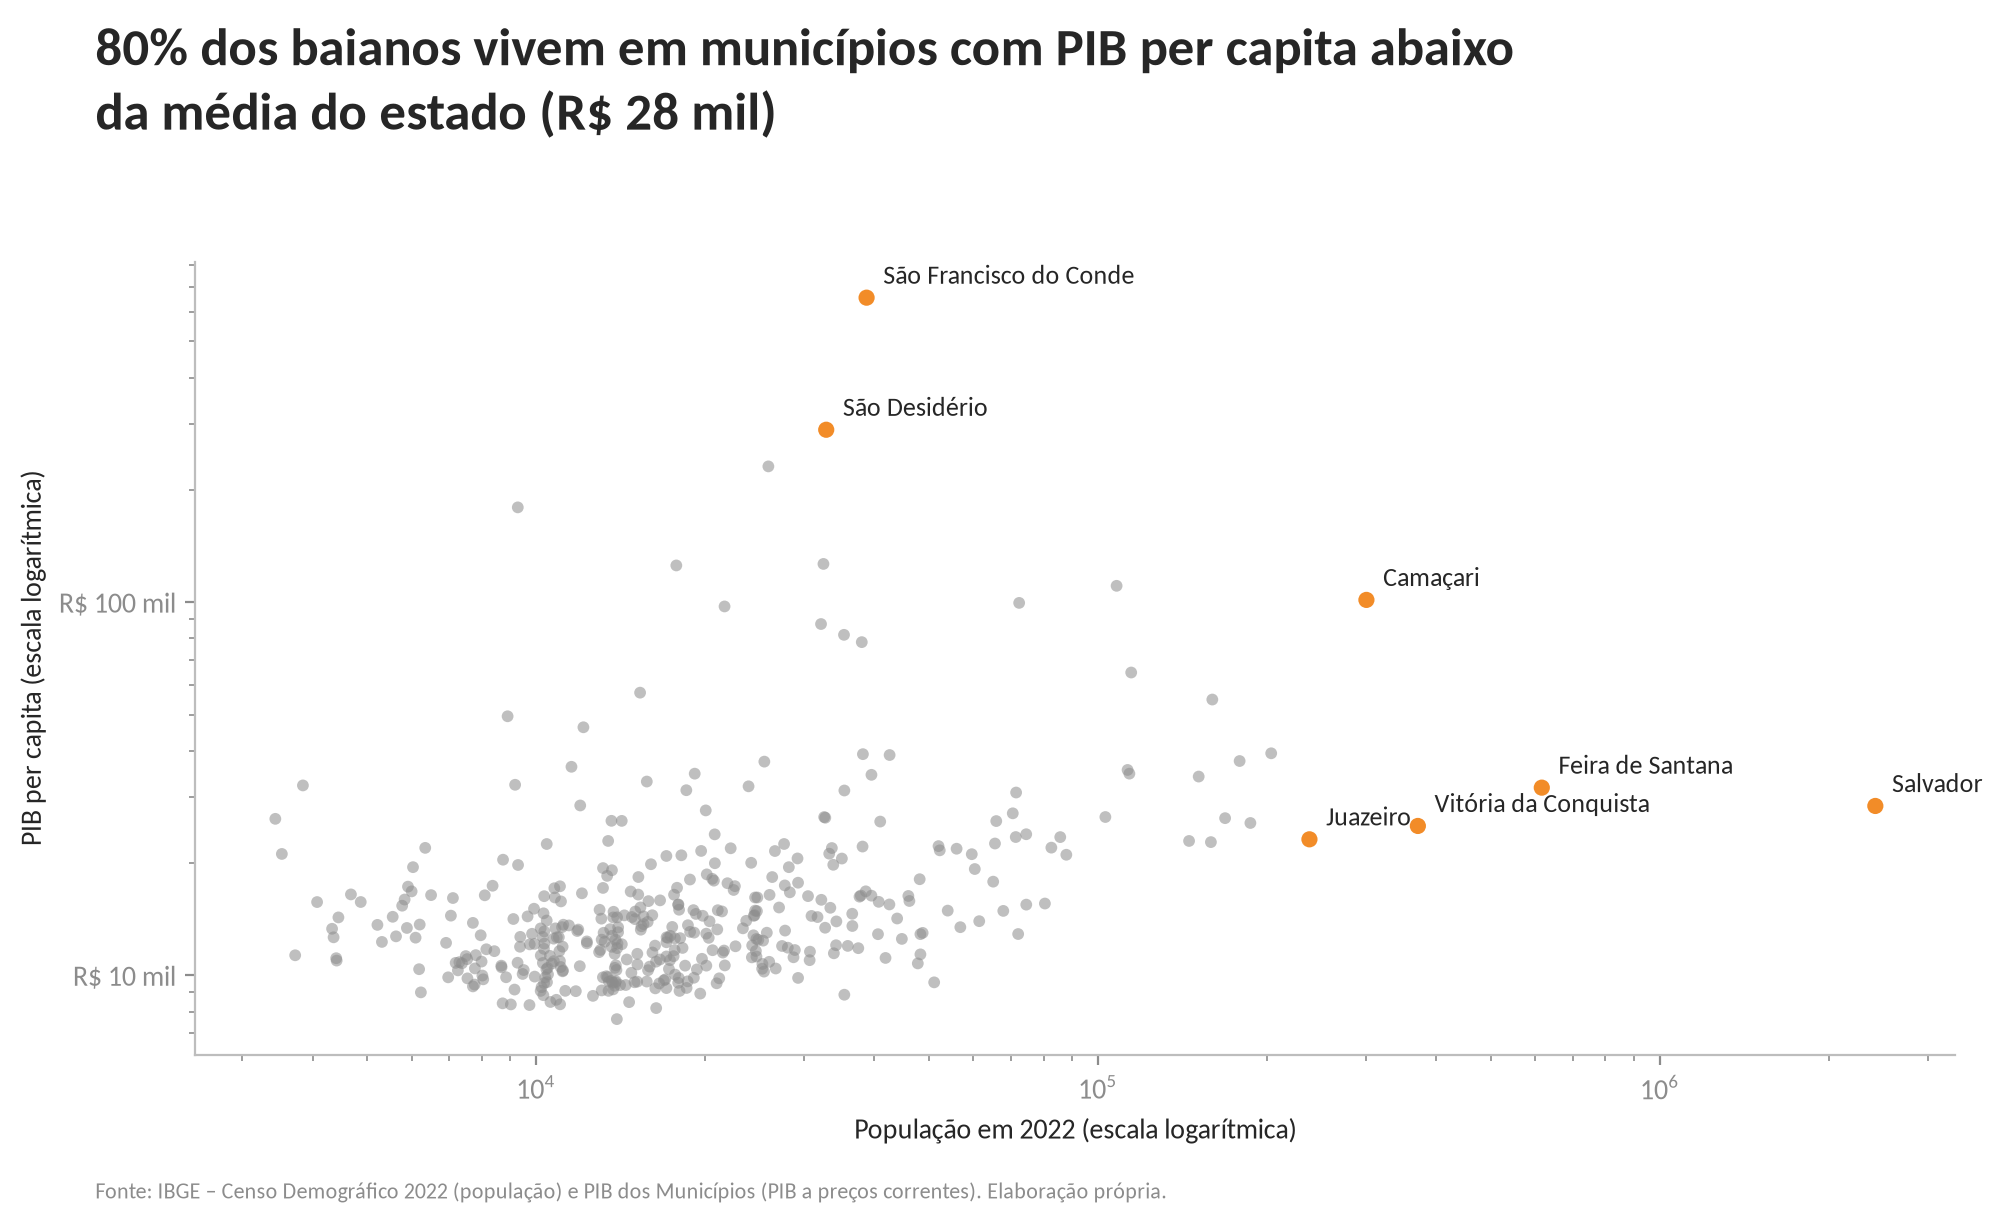 80% dos baianos vivem em municípios com PIB per capita abaixo
da média do estado (R$ 28 mil)
São Francisco do Conde
São Desidério
Camaçari
Feira de Santana
Salvador
Vitória da Conquista
Juazeiro
PIB per capita (escala logarítmica)
R$ 100 mil
R$ 10 mil
10⁴
10⁵
10⁶
População em 2022 (escala logarítmica)
Fonte: IBGE – Censo Demográfico 2022 (população) e PIB dos Municípios (PIB a preços correntes). Elaboração própria.